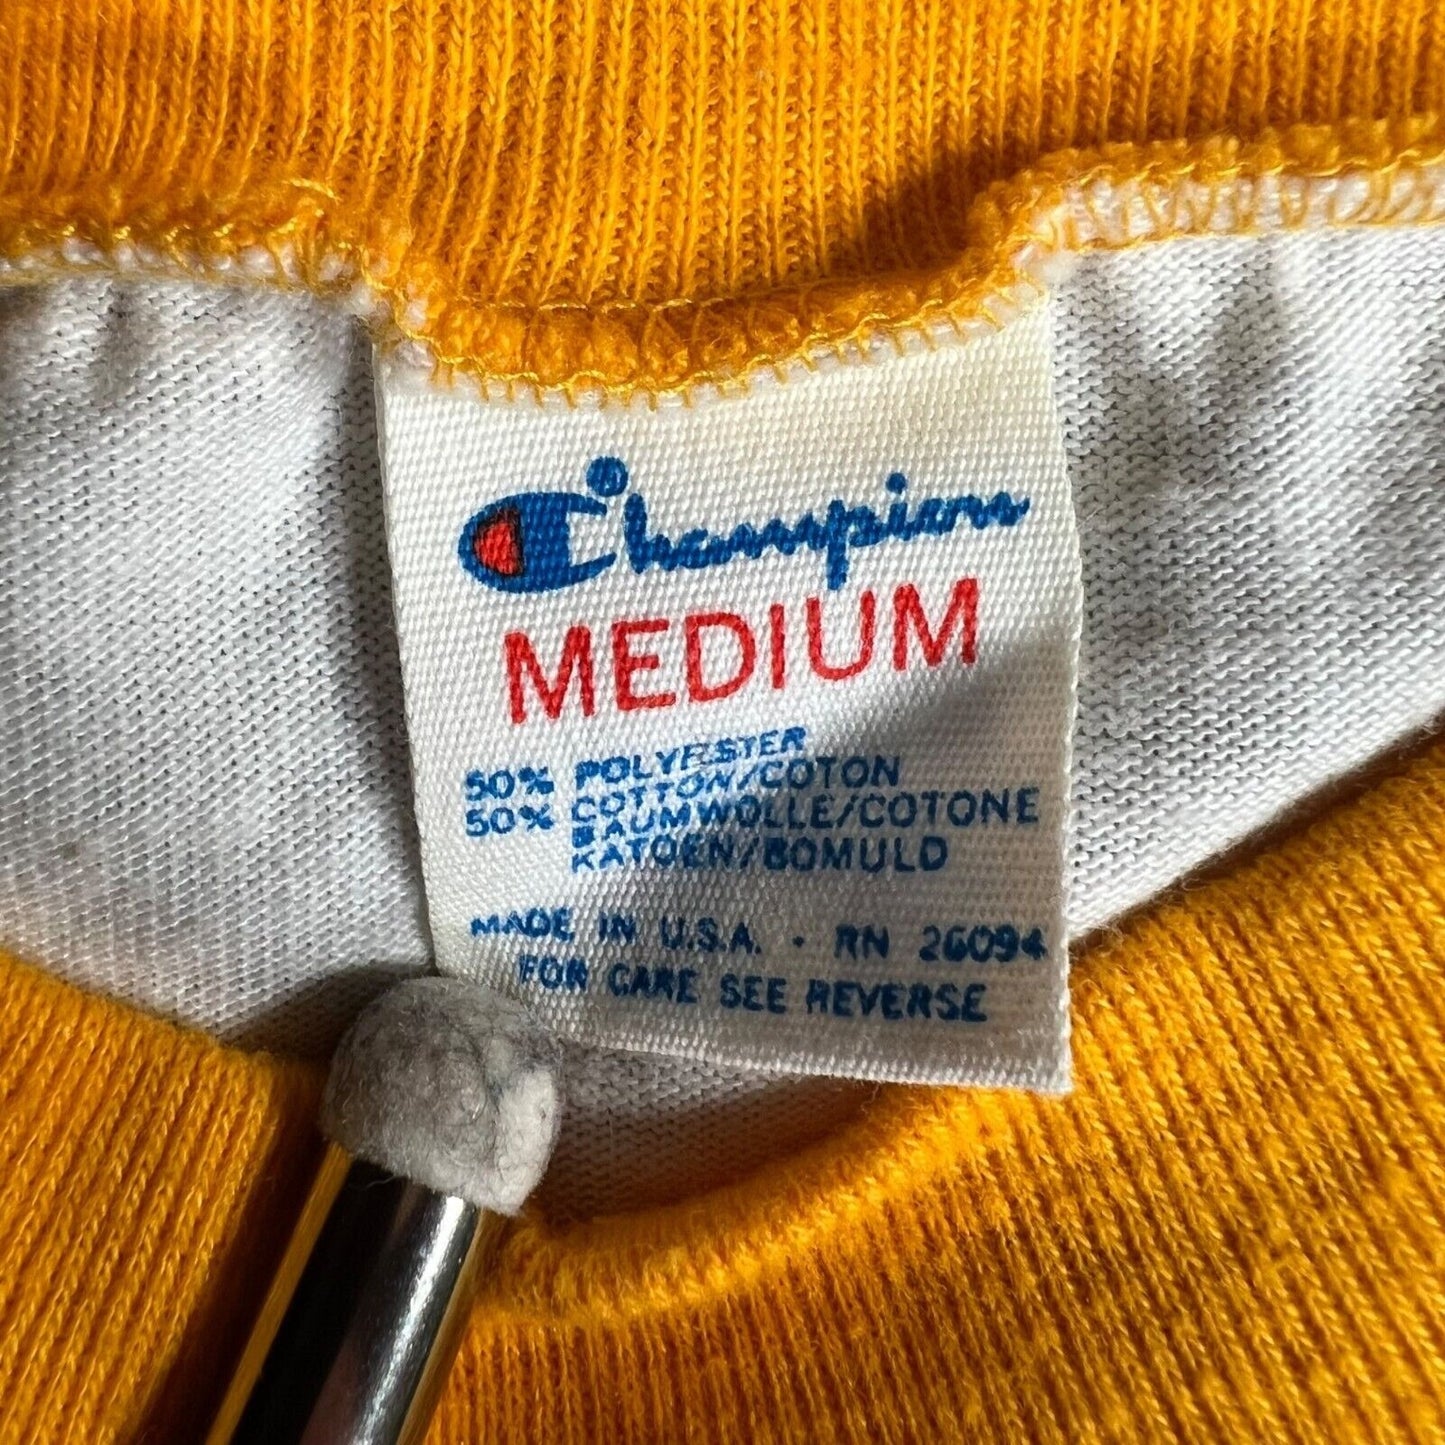 Champion®
MEDIUM
50% POLYESTER
50% COTTON/COTON
BAUMWOLLE/COTONE
KATOEN/BOMULD
MADE IN U.S.A. · RN 26094
FOR CARE SEE REVERSE